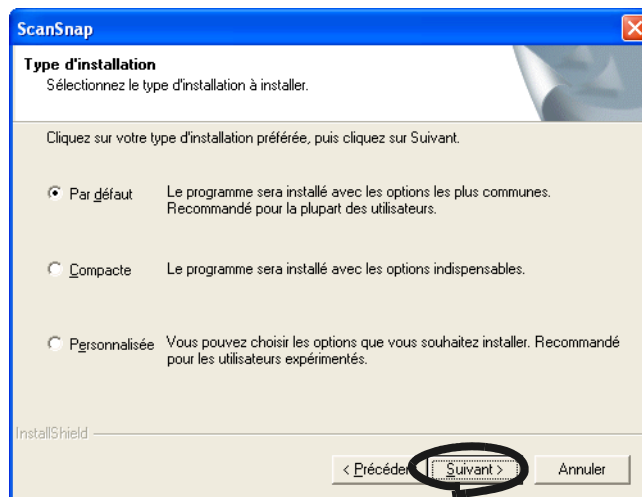 ScanSnap
Type d'installation
Sélectionnez le type d'installation à installer.
Cliquez sur votre type d'installation préférée, puis cliquez sur Suivant.
Par défaut
Le programme sera installé avec les options les plus communes.
Recommandé pour la plupart des utilisateurs.
Compacte
Le programme sera installé avec les options indispensables.
Personnalisée
Vous pouvez choisir les options que vous souhaitez installer. Recommandé
pour les utilisateurs expérimentés.
InstallShield
< Précéden
Suivant >
Annuler